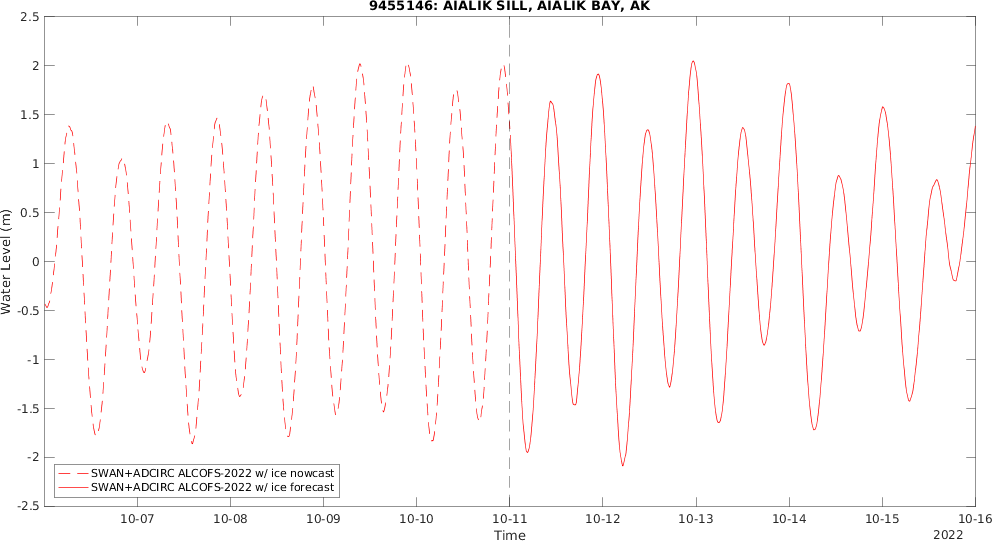 9455146: AIALIK SILL, AIALIK BAY, AK
2.5
2
1.5
1
0.5
0
-0.5
-1
-1.5
-2
-2.5
Water Level (m)
SWAN+ADCIRC ALCOFS-2022 w/ ice nowcast
SWAN+ADCIRC ALCOFS-2022 w/ ice forecast
10-07 10-08 10-09 10-10 10-11 10-12 10-13 10-14 10-15 10-16
Time
2022